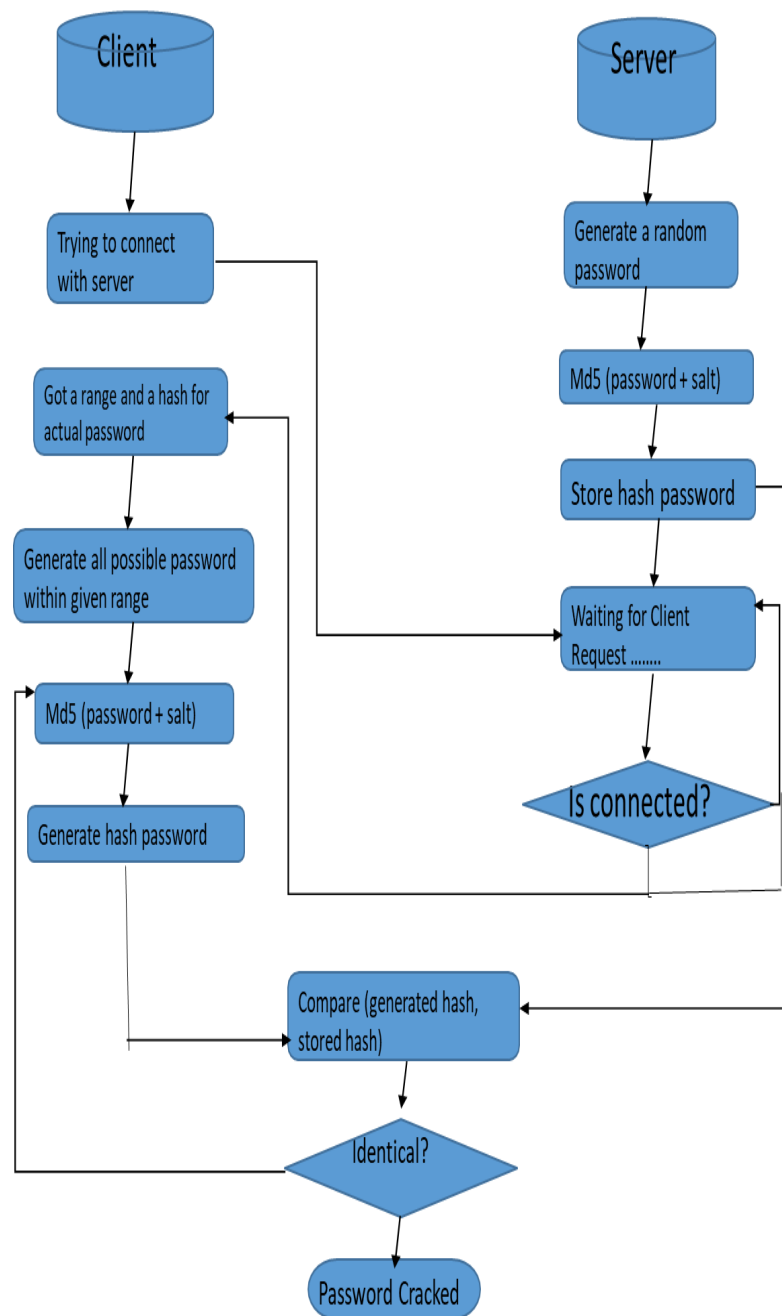 Client
Server
Trying to connect
with server
Generate a random
password
Md5 (password + salt)
Got a range and a hash for
actual password
Store hash password
Generate all possible password
within given range
Waiting for Client
Request ........
Md5 (password + salt)
Is connected?
Generate hash password
Compare (generated hash,
stored hash)
Identical?
Password Cracked